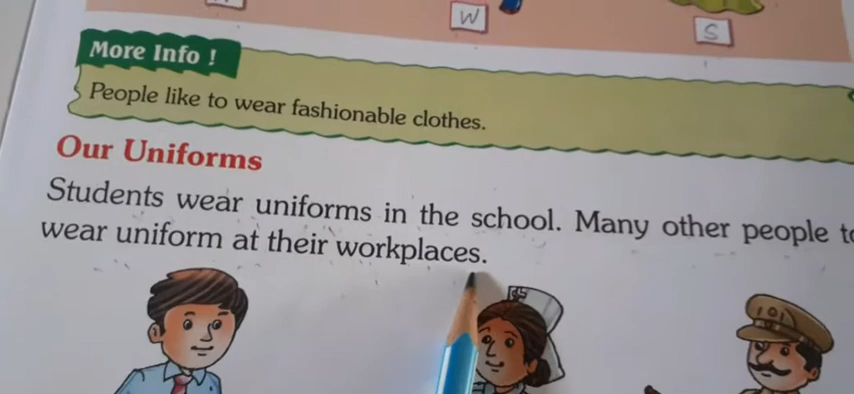 W
S
More Info !
People like to wear fashionable clothes.
Our Uniforms
Students wear uniforms in the school. Many other people
wear uniform at their workplaces.